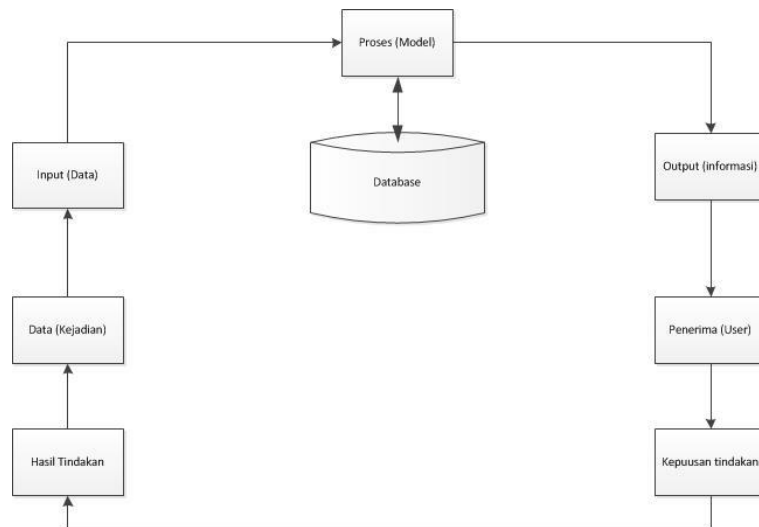 Proses (Model)
Input (Data)
Database
Output (informasi)
Data (Kejadian)
Penerima (User)
Hasil Tindakan
Kepuusan tindakan